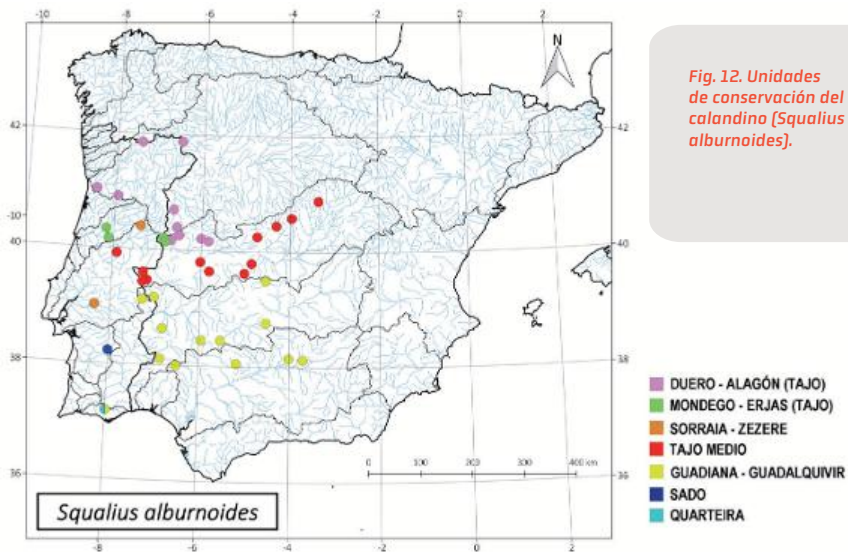 -10 -8 -6 -4 -2 0 2
N
Fig. 12. Unidades
de conservación del
calandino (Squalius
alburnoides).
42 42
-10
40 40
38 38
36 36
0 100 200 300 400 km
DUERO - ALAGÓN (TAJO)
MONDEGO - ERJAS (TAJO)
SORRAIA - ZEZERE
TAJO MEDIO
GUADIANA - GUADALQUIVIR
SADO
QUARTEIRA
Squalius alburnoides
-8 -6 -4 -2 0 2